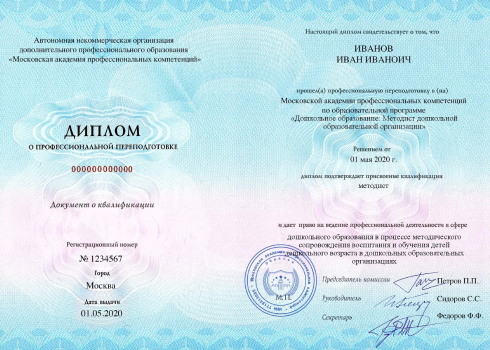 Автономная некоммерческая организация
дополнительного профессионального образования
«Московская академия профессиональных компетенций»
ДИПЛОМ
О ПРОФЕССИОНАЛЬНОЙ ПЕРЕПОДГОТОВКЕ
000000000000
Документ о квалификации
Регистрационный номер
№ 1234567
Город
Москва
Дата выдачи
01.05.2020
Настоящий диплом свидетельствует о том, что
ИВАНОВ
ИВАН ИВАНОИЧ
прошел(а) профессиональную переподготовку в (на)
Московской академии профессиональных компетенций
по образовательной программе
«Дошкольное образование: Методист дошкольной
образовательной организации»
Решением от
01 мая 2020 г.
диплом подтверждает присвоение квалификации
методист
и дает право на ведение профессиональной деятельности в сфере
дошкольного образования в процессе методического
сопровождения воспитания и обучения детей
дошкольного возраста в дошкольных образовательных
организациях
Председатель комиссии Петров П.П.
М.П.
Руководитель Сидоров С.С.
Секретарь Федоров Ф.Ф.